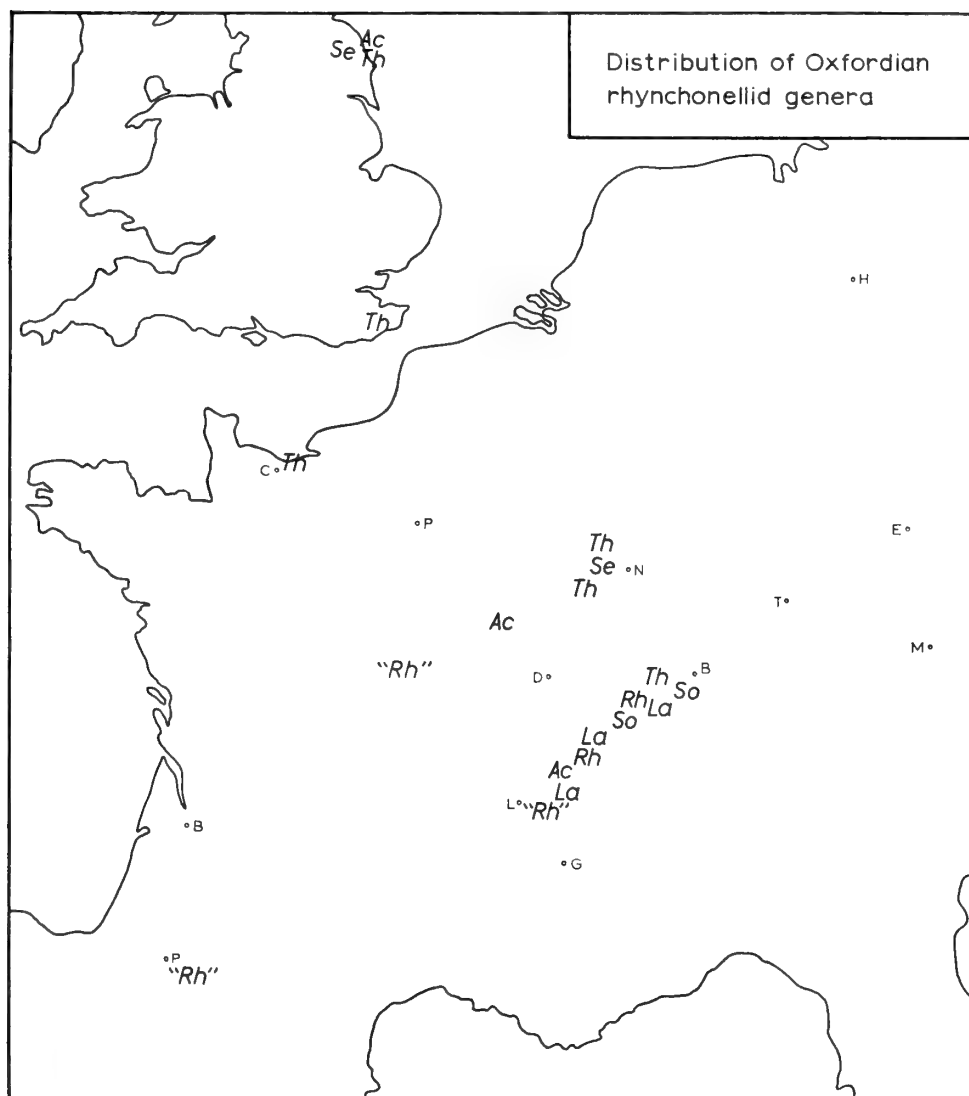 Distribution of Oxfordian
rhynchonellid genera
Ac
Se Th
H
Th
C Th
P
E
Th
Se N
Th
T
Ac
M
"Rh"
D
Th B
So
Rh La
So
La
Rh
Ac
La
L "Rh"
B
G
P
"Rh"